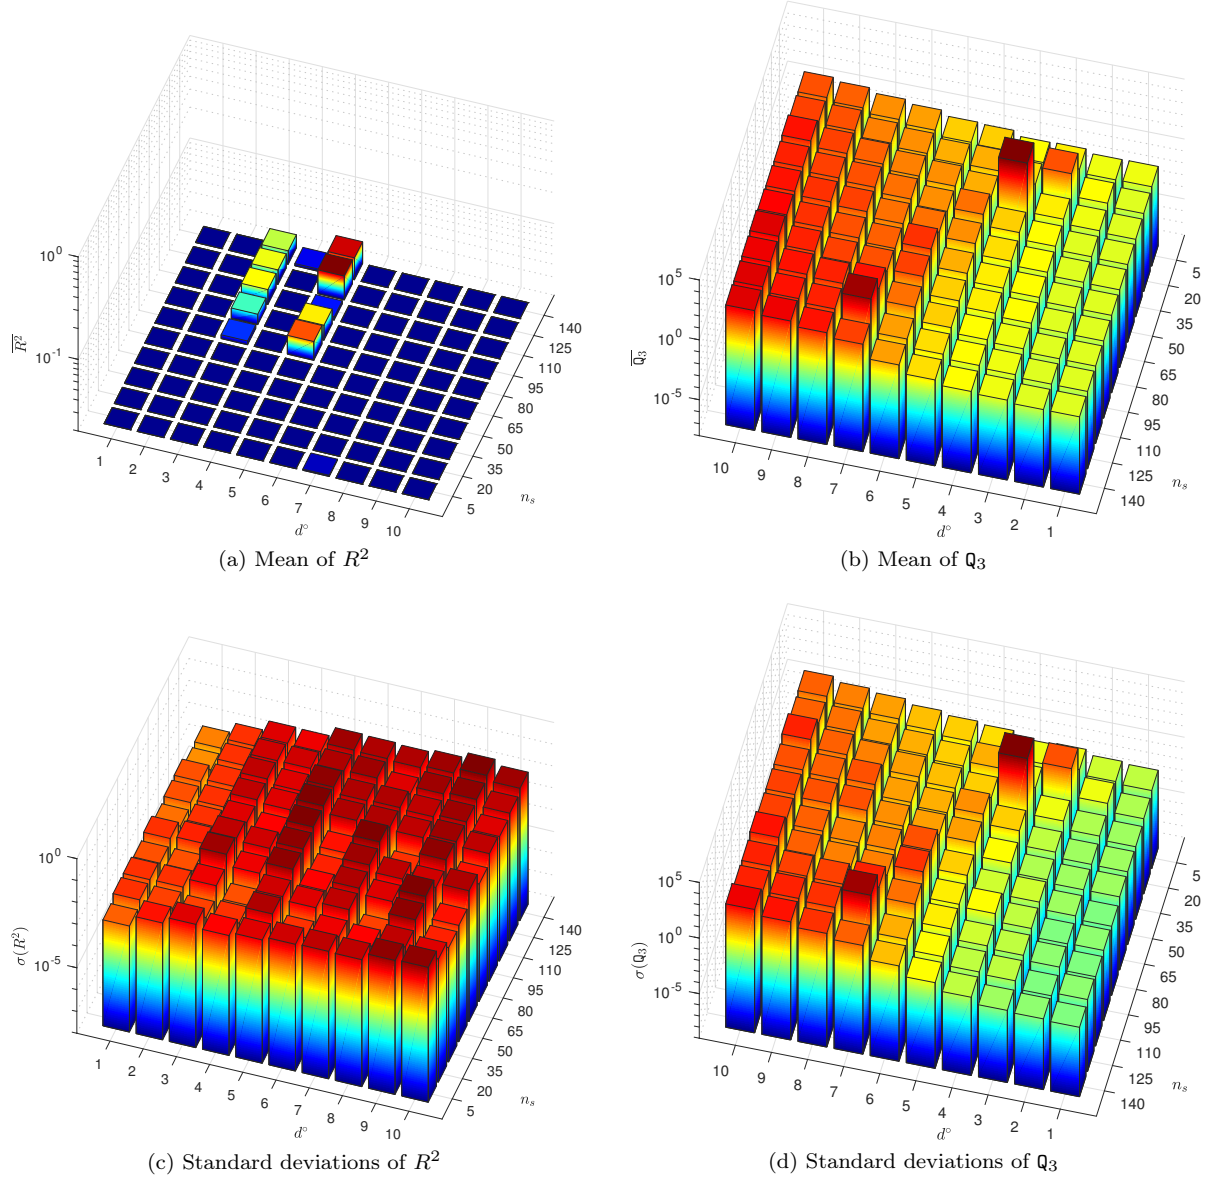 10^0
10^{-1}
\overline{R^2}
1 2 3 4 5 6 7 8 9 10
d°
5 20 35 50 65 80 95 110 125 140
n_s
(a) Mean of R^2
10^5
10^0
10^{-5}
\overline{Q_3}
10 9 8 7 6 5 4 3 2 1
d°
5 20 35 50 65 80 95 110 125 140
n_s
(b) Mean of Q_3
10^0
10^{-5}
σ(R^2)
1 2 3 4 5 6 7 8 9 10
d°
5 20 35 50 65 80 95 110 125 140
n_s
(c) Standard deviations of R^2
10^5
10^0
10^{-5}
σ(Q_3)
10 9 8 7 6 5 4 3 2 1
d°
5 20 35 50 65 80 95 110 125 140
n_s
(d) Standard deviations of Q_3